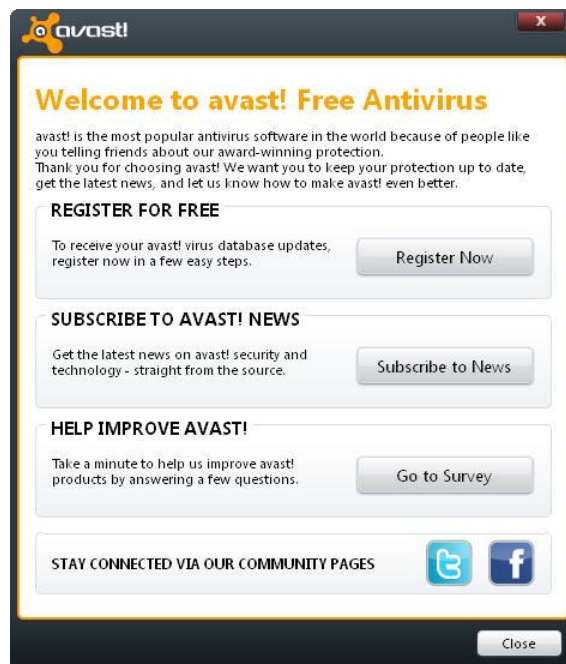 avast!
X
Welcome to avast! Free Antivirus
avast! is the most popular antivirus software in the world because of people like
you telling friends about our award-winning protection.
Thank you for choosing avast! We want you to keep your protection up to date,
get the latest news, and let us know how to make avast! even better.
REGISTER FOR FREE
To receive your avast! virus database updates,
register now in a few easy steps.
Register Now
SUBSCRIBE TO AVAST! NEWS
Get the latest news on avast! security and
technology - straight from the source.
Subscribe to News
HELP IMPROVE AVAST!
Take a minute to help us improve avast!
products by answering a few questions.
Go to Survey
STAY CONNECTED VIA OUR COMMUNITY PAGES
Close